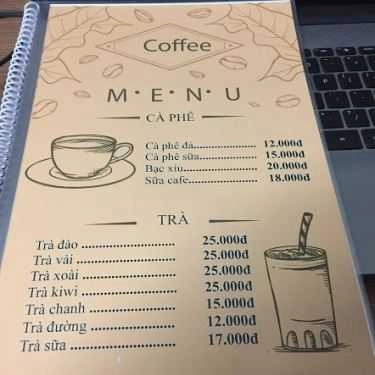 Coffee
M•E•N•U
CÀ PHÊ
Cà phê đá....................... 12.000đ
Cà phê sữa..................... 15.000đ
Bạc xỉu.......................... 20.000đ
Sữa cafe........................ 18.000đ
TRÀ
Trà đào ........................... 25.000đ
Trà vải ............................ 25.000đ
Trà xoài .......................... 25.000đ
Trà kiwi .......................... 25.000đ
Trà chanh ....................... 15.000đ
Trà đường ...................... 12.000đ
Trà sữa ........................... 17.000đ